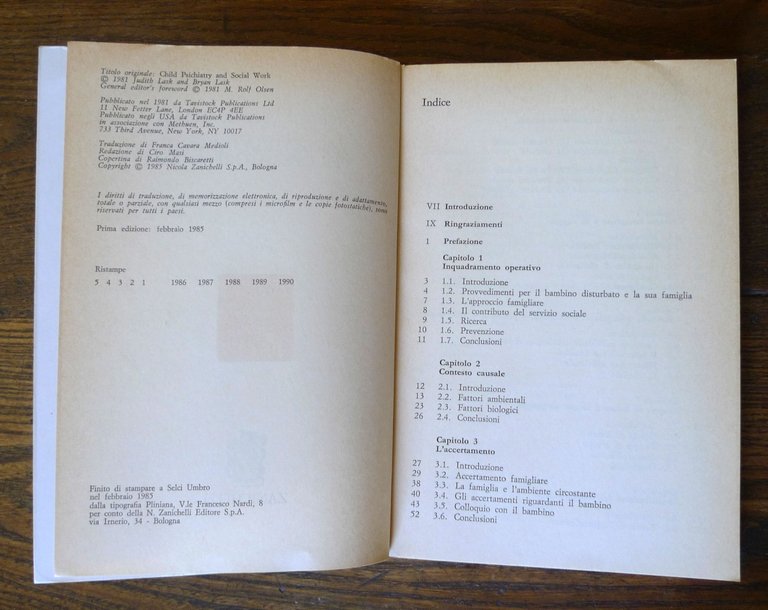 Titolo originale: Child Psichiatry and Social Work
© 1981 Judith Lask and Bryan Lask
General editor's foreword © 1981 M. Rolf Olsen
Pubblicato nel 1981 da Tavistock Publications Ltd
11 New Fetter Lane, London EC4P 4EE
Pubblicato negli USA da Tavistock Publications
in associazione con Methuen, Inc.
733 Third Avenue, New York, NY 10017
Traduzione di Franca Cavara Medioli
Redazione di Ciro Masi
Copertina di Raimondo Biscaretti
Copyright © 1985 Nicola Zanichelli S.p.A., Bologna
I diritti di traduzione, di memorizzazione elettronica, di riproduzione e di adattamento,
totale o parziale, con qualsiasi mezzo (compresi i microfilm e le copie fotostatiche), sono
riservati per tutti i paesi.
Prima edizione: febbraio 1985
Ristampe
5 4 3 2 1 1986 1987 1988 1989 1990
Finito di stampare a Selci Umbro
nel febbraio 1985
dalla tipografia Pliniana, V.le Francesco Nardi, 8
per conto della N. Zanichelli Editore S.p.A.
via Irnerio, 34 - Bologna
Indice
VII Introduzione
IX Ringraziamenti
1 Prefazione
Capitolo 1
Inquadramento operativo
3 1.1. Introduzione
4 1.2. Provvedimenti per il bambino disturbato e la sua famiglia
7 1.3. L'approccio famigliare
8 1.4. Il contributo del servizio sociale
9 1.5. Ricerca
10 1.6. Prevenzione
11 1.7. Conclusioni
Capitolo 2
Contesto causale
12 2.1. Introduzione
13 2.2. Fattori ambientali
23 2.3. Fattori biologici
26 2.4. Conclusioni
Capitolo 3
L'accertamento
27 3.1. Introduzione
29 3.2. Accertamento famigliare
38 3.3. La famiglia e l'ambiente circostante
40 3.4. Gli accertamenti riguardanti il bambino
43 3.5. Colloquio con il bambino
52 3.6. Conclusioni